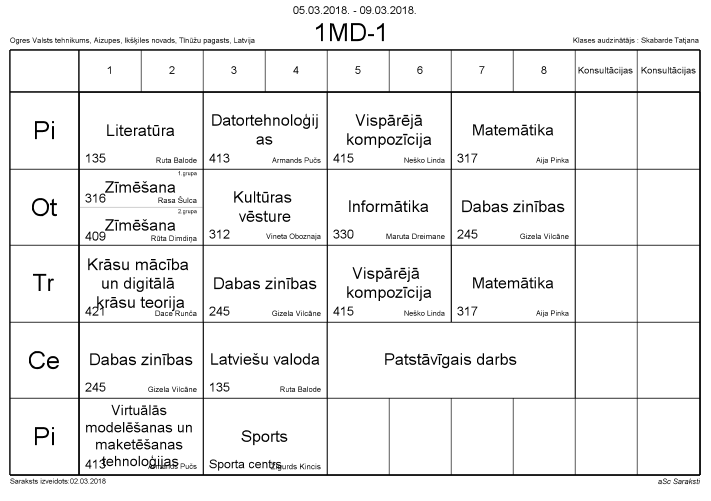 05.03.2018. - 09.03.2018.
1MD-1
Ogres Valsts tehnikums, Aizupes, Ikšķiles novads, Tīnūžu pagasts, Latvija
Klases audzinātājs : Skabarde Tatjana
1 2 3 4 5 6 7 8 Konsultācijas Konsultācijas
Pi
Literatūra
135 Ruta Balode
Datortehnoloģij
as
413 Armands Pučs
Vispārējā
kompozīcija
415 Neško Linda
Matemātika
317 Aija Pinka
Ot
1.grupa
Zīmēšana
316 Rasa Šulca
2.grupa
Zīmēšana
409 Rūta Dimdiņa
Kultūras
vēsture
312 Vineta Oboznaja
Informātika
330 Maruta Dreimane
Dabas zinības
245 Gizela Vilcāne
Tr
Krāsu mācība
un digitālā
krāsu teorija
421 Dace Runča
Dabas zinības
245 Gizela Vilcāne
Vispārējā
kompozīcija
415 Neško Linda
Matemātika
317 Aija Pinka
Ce
Dabas zinības
245 Gizela Vilcāne
Latviešu valoda
135 Ruta Balode
Patstāvīgais darbs
Pi
Virtuālās
modelēšanas un
maketēšanas
tehnoloģijas
413 Armands Pučs
Sports
Sporta centrs Zigurds Kincis
Saraksts izveidots:02.03.2018
aSc Saraksti